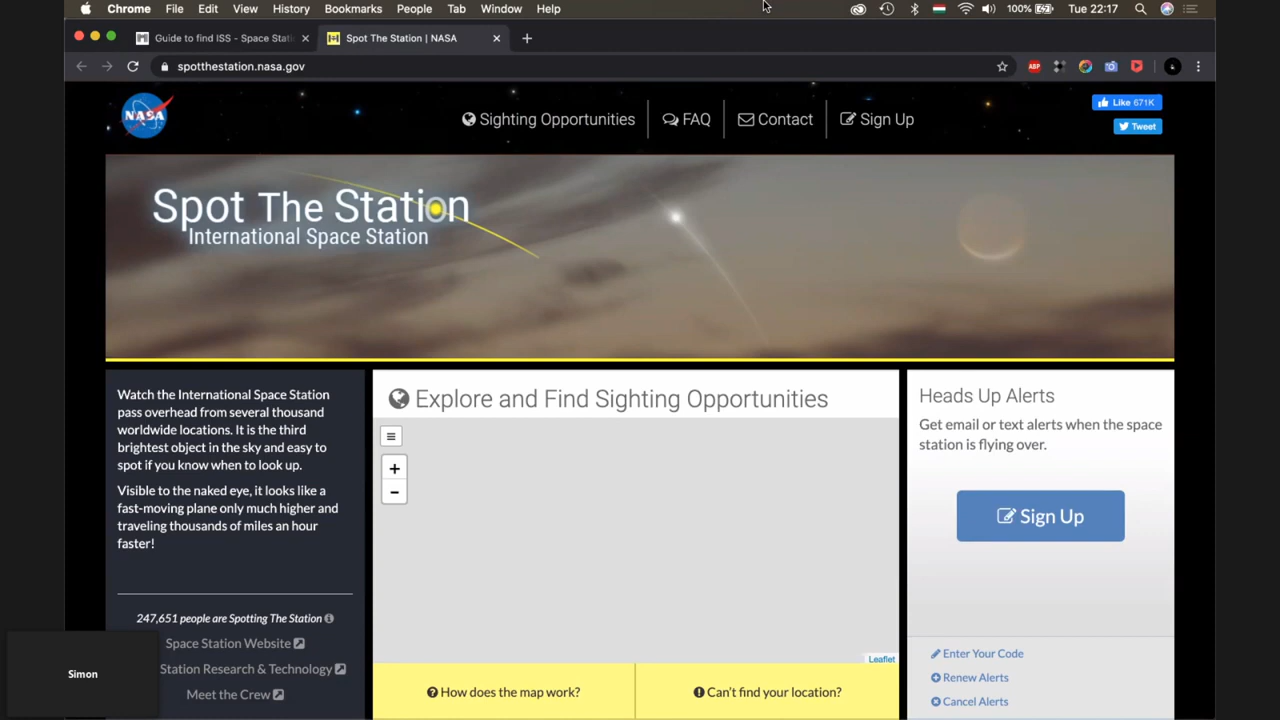 Chrome File Edit View History Bookmarks People Tab Window Help 100% Tue 22:17
Guide to find ISS - Space Stati
Spot The Station | NASA
spotthestation.nasa.gov
ABP
NASA
Sighting Opportunities
FAQ
Contact
Sign Up
Like 671K
Tweet
Spot The Station
International Space Station
Watch the International Space Station
pass overhead from several thousand
worldwide locations. It is the third
brightest object in the sky and easy to
spot if you know when to look up.
Visible to the naked eye, it looks like a
fast-moving plane only much higher and
traveling thousands of miles an hour
faster!
247,651 people are Spotting The Station
Space Station Website
Station Research & Technology
Meet the Crew
Simon
Explore and Find Sighting Opportunities
+
−
Leaflet
How does the map work?
Can't find your location?
Heads Up Alerts
Get email or text alerts when the space
station is flying over.
Sign Up
Enter Your Code
Renew Alerts
Cancel Alerts